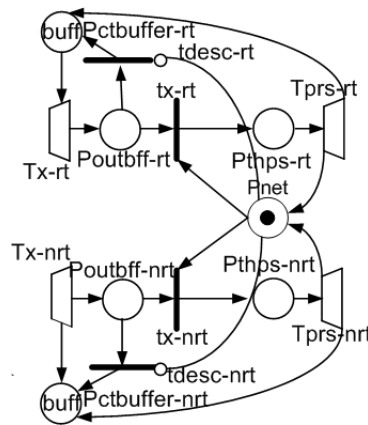 buff Pctbuffer-rt
tdesc-rt
tx-rt
Tprs-rt
Tx-rt
Poutbff-rt
Pthps-rt
Pnet
Tx-nrt
Poutbff-nrt
Pthps-nrt
tx-nrt
Tprs-nrt
tdesc-nrt
buff Pctbuffer-nrt